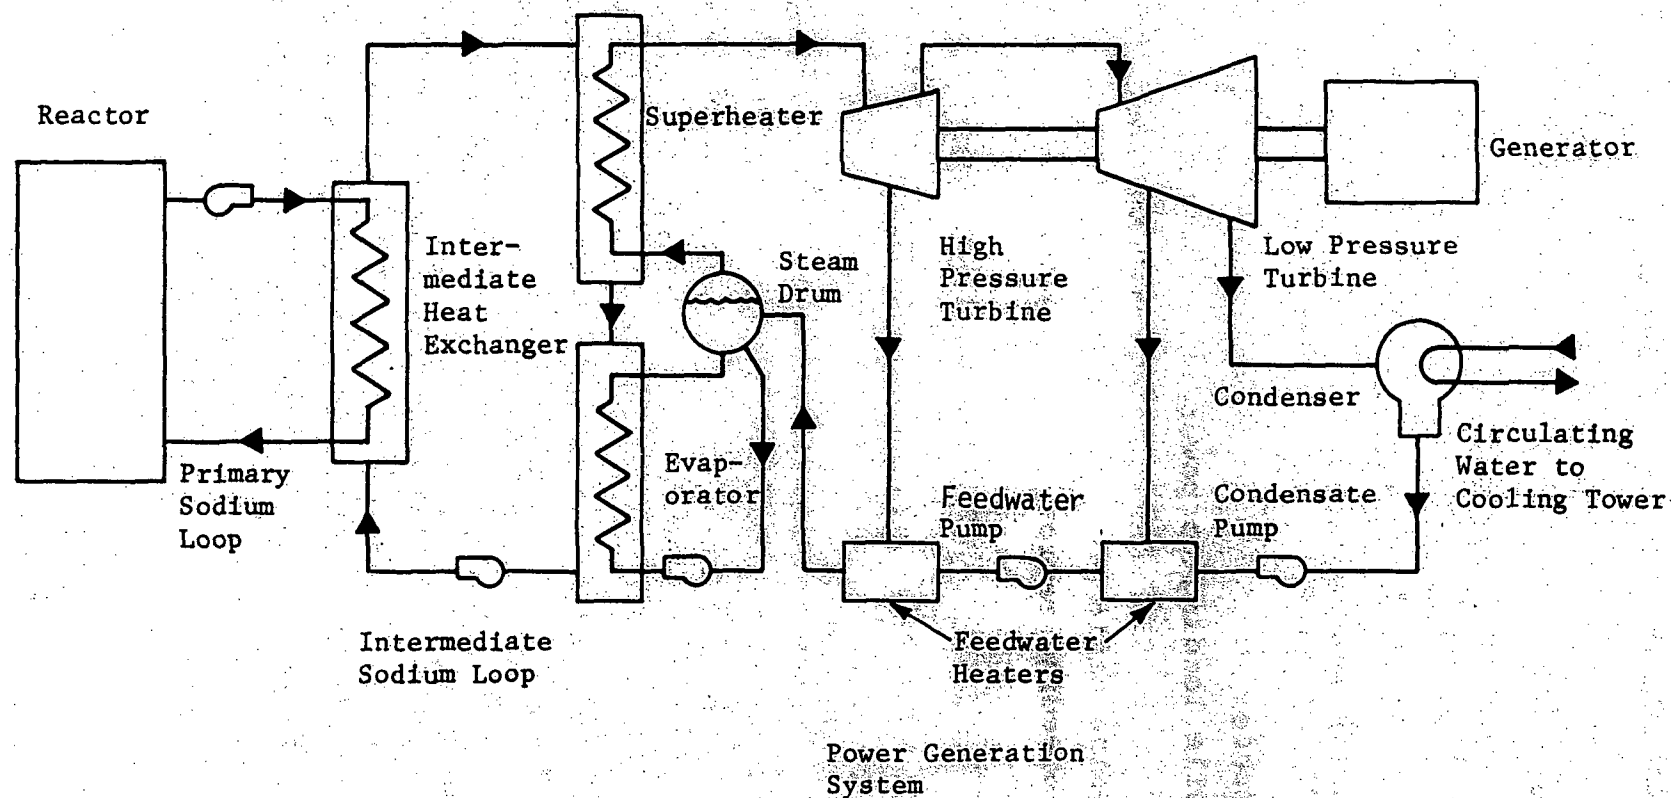 Reactor
Superheater
Generator
Inter-
mediate
Heat
Exchanger
Steam
Drum
High
Pressure
Turbine
Low Pressure
Turbine
Condenser
Circulating
Water to
Cooling Tower
Primary
Sodium
Loop
Evap-
orator
Feedwater
Pump
Condensate
Pump
Intermediate
Sodium Loop
Feedwater
Heaters
Power Generation
System